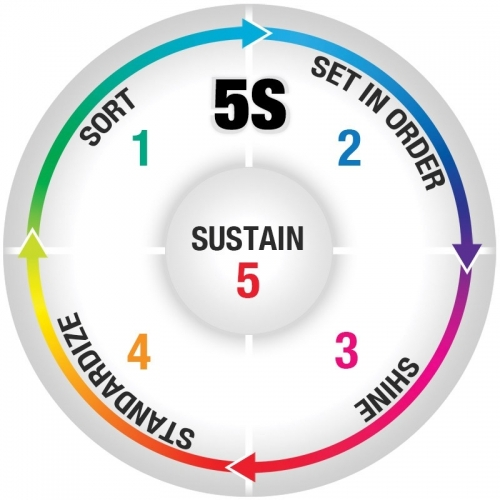 5S
SORT
1
SET IN ORDER
2
SHINE
3
STANDARDIZE
4
SUSTAIN
5